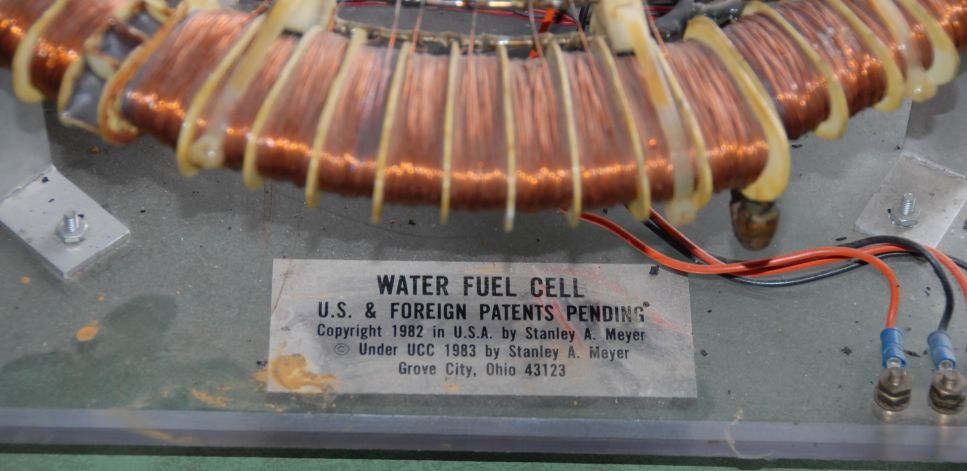 WATER FUEL CELL
U.S. & FOREIGN PATENTS PENDING
Copyright 1982 in U.S.A. by Stanley A. Meyer
© Under UCC 1983 by Stanley A. Meyer
Grove City, Ohio 43123